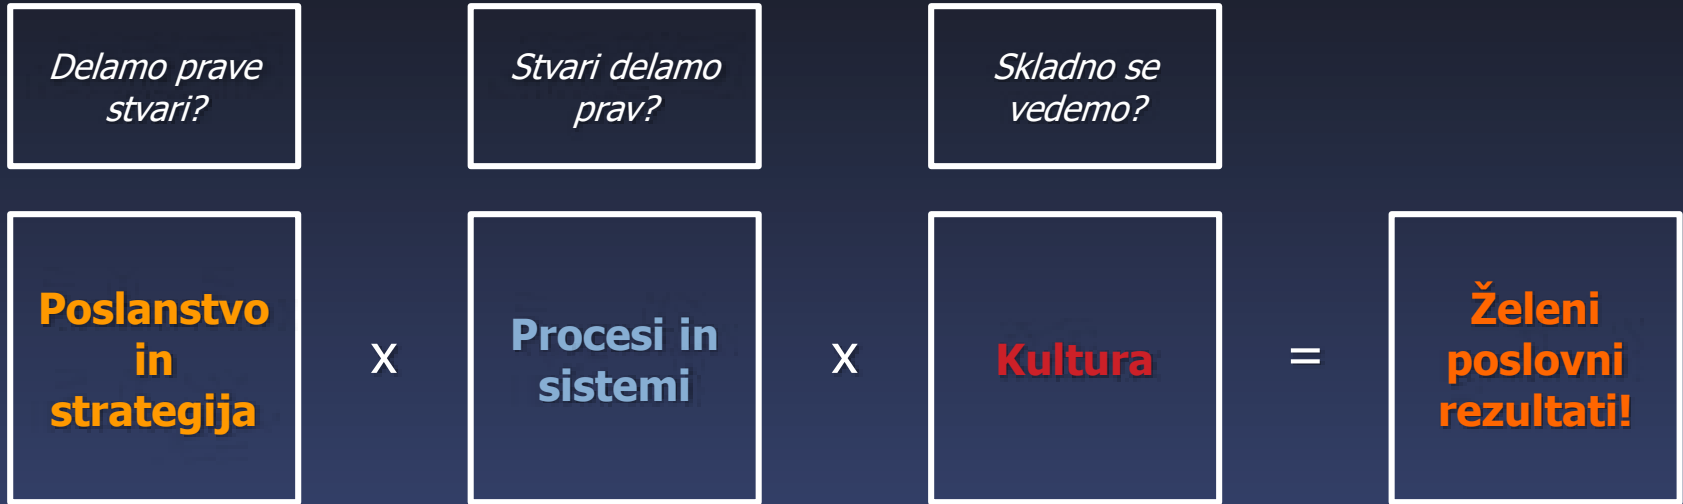 Delamo prave
stvari?
Stvari delamo
prav?
Skladno se
vedemo?
Poslanstvo
in
strategija
x
Procesi in
sistemi
x
Kultura
=
Želeni
poslovni
rezultati!